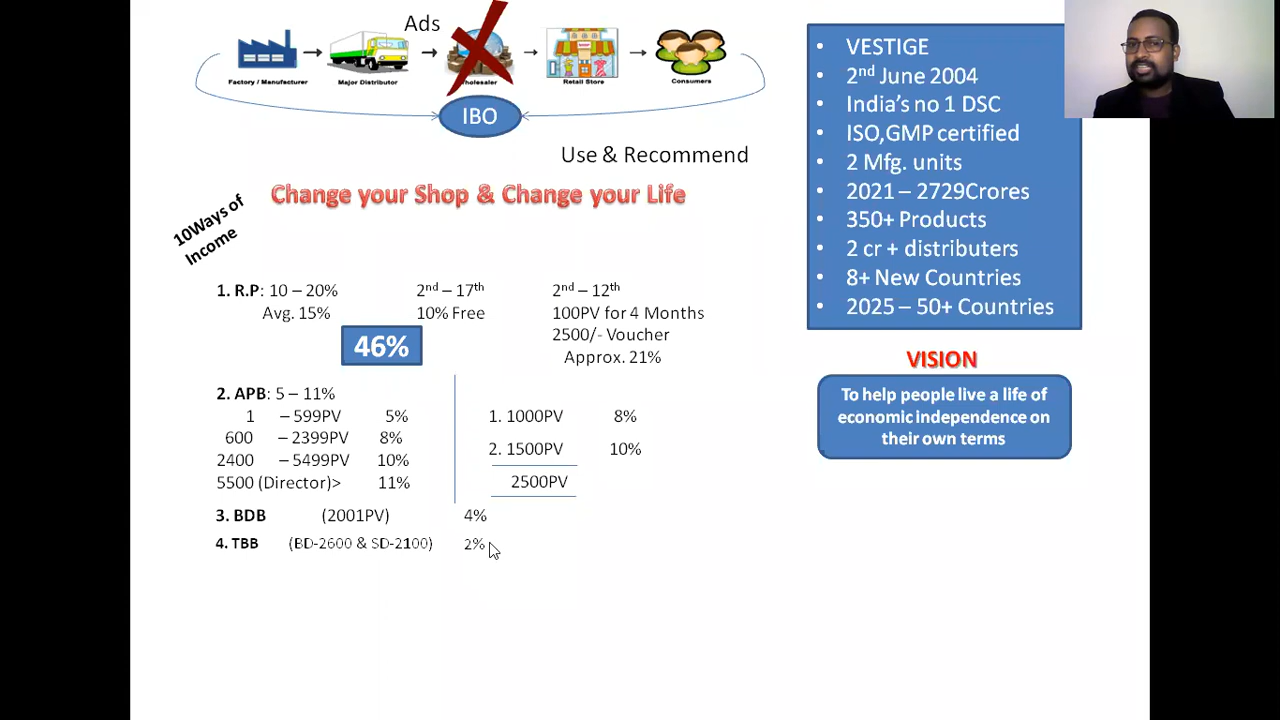 Ads
Factory / Manufacturer
Major Distributor
Retail Store
Consumers
IBO
Use & Recommend
Change your Shop & Change your Life
10Ways of
Income
1. R.P: 10 – 20%
Avg. 15%
2nd – 17th
10% Free
2nd – 12th
100PV for 4 Months
2500/- Voucher
Approx. 21%
46%
2. APB: 5 – 11%
1 – 599PV 5%
600 – 2399PV 8%
2400 – 5499PV 10%
5500 (Director)> 11%
1. 1000PV 8%
2. 1500PV 10%
2500PV
3. BDB (2001PV) 4%
4. TBB (BD-2600 & SD-2100) 2%
• VESTIGE
• 2nd June 2004
• India's no 1 DSC
• ISO,GMP certified
• 2 Mfg. units
• 2021 – 2729Crores
• 350+ Products
• 2 cr + distributers
• 8+ New Countries
• 2025 – 50+ Countries
VISION
To help people live a life of
economic independence on
their own terms